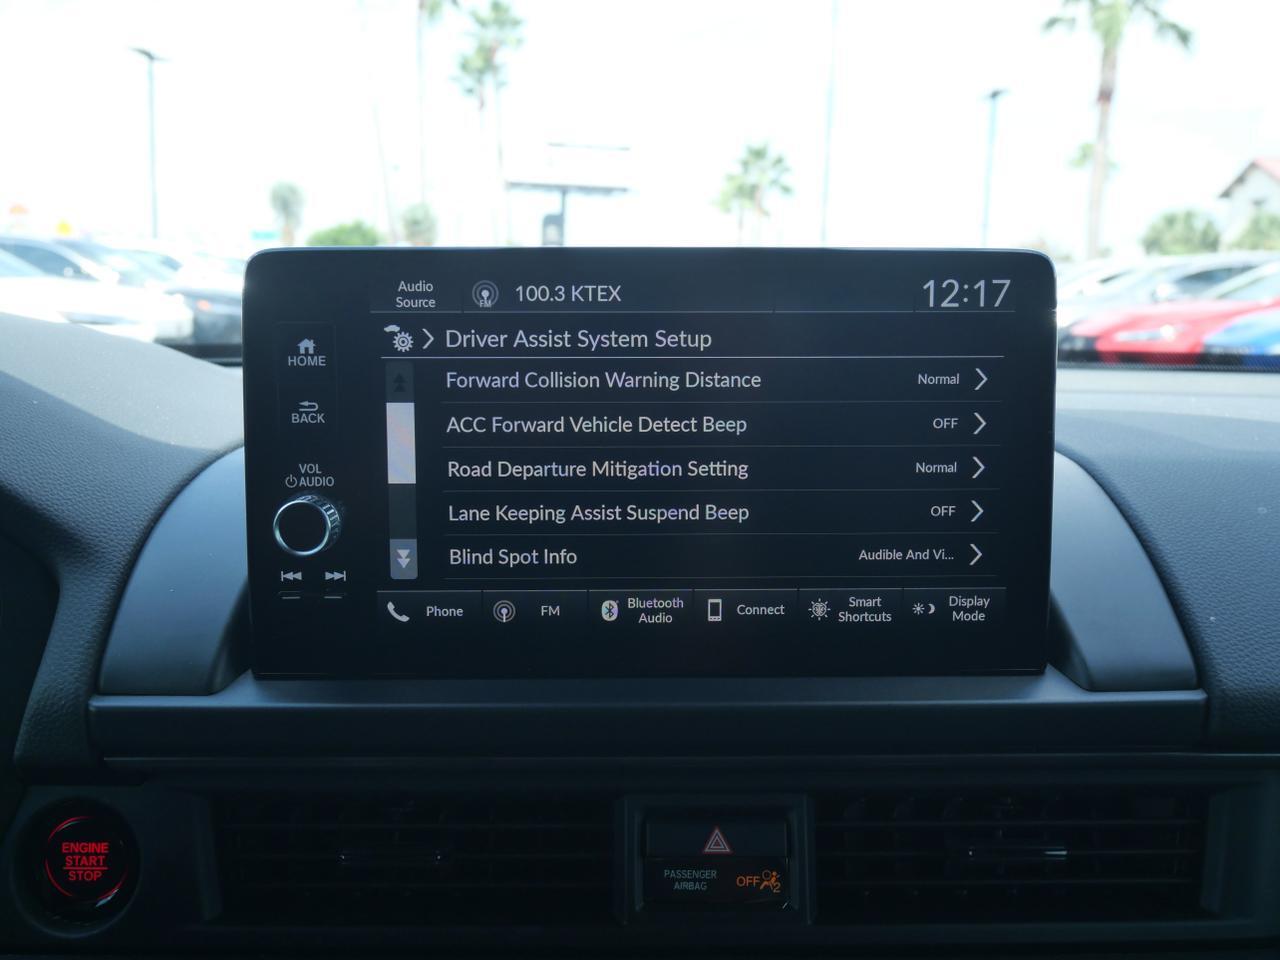 Audio
Source
FM
100.3 KTEX
12:17
Driver Assist System Setup
HOME
BACK
VOL
AUDIO
Forward Collision Warning Distance Normal
ACC Forward Vehicle Detect Beep OFF
Road Departure Mitigation Setting Normal
Lane Keeping Assist Suspend Beep OFF
Blind Spot Info Audible And Vi...
Phone
FM
Bluetooth
Audio
Connect
Smart
Shortcuts
Display
Mode
ENGINE
START
STOP
PASSENGER
AIRBAG
OFF
2